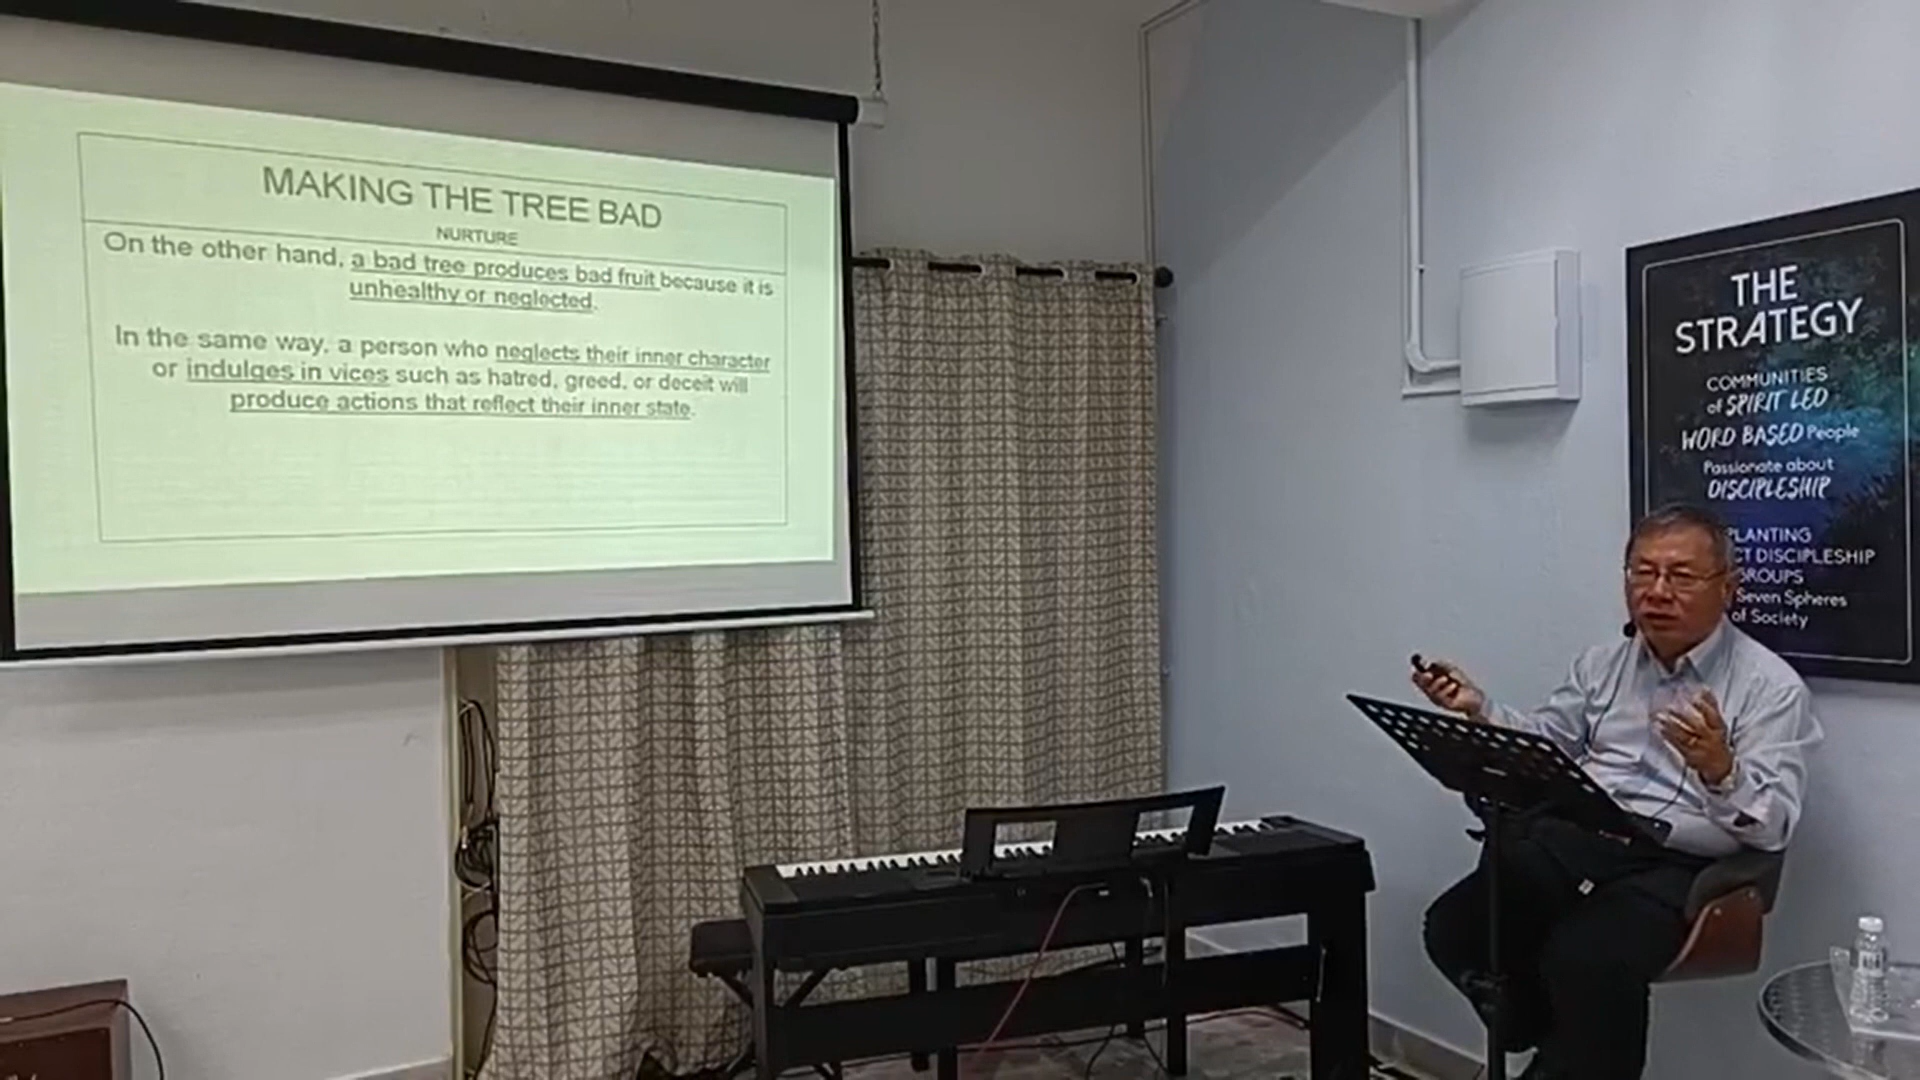 MAKING THE TREE BAD
NURTURE
On the other hand, a bad tree produces bad fruit because it is
unhealthy or neglected.
In the same way, a person who neglects their inner character
or indulges in vices such as hatred, greed, or deceit will
produce actions that reflect their inner state.
THE
STRATEGY
COMMUNITIES
of SPIRIT LED
WORD BASED People
Passionate about
DISCIPLESHIP
PLANTING
CT DISCIPLESHIP
GROUPS
Seven Spheres
of Society